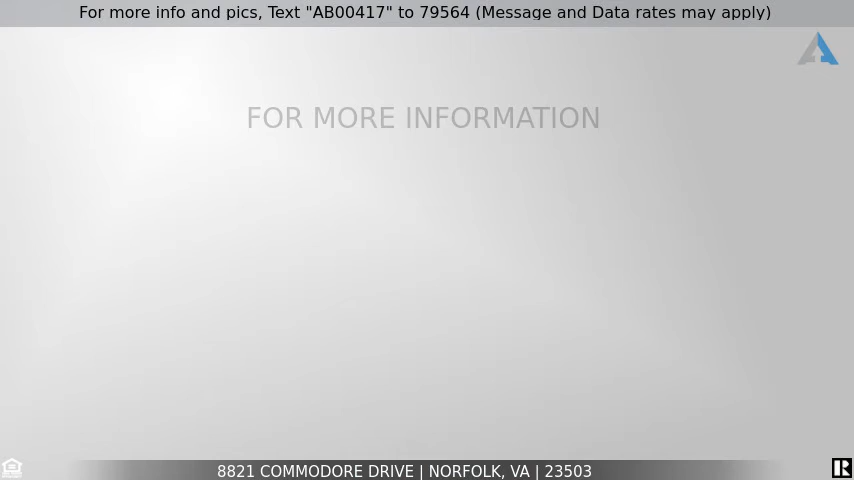 For more info and pics, Text "AB00417" to 79564 (Message and Data rates may apply)
FOR MORE INFORMATION
8821 COMMODORE DRIVE | NORFOLK, VA | 23503